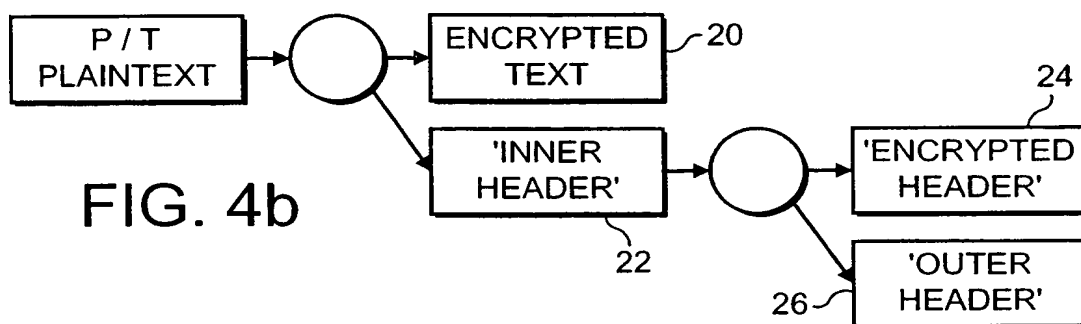 P / T
PLAINTEXT
ENCRYPTED
TEXT
20
'INNER
HEADER'
22
24
'ENCRYPTED
HEADER'
26
'OUTER
HEADER'
FIG. 4b